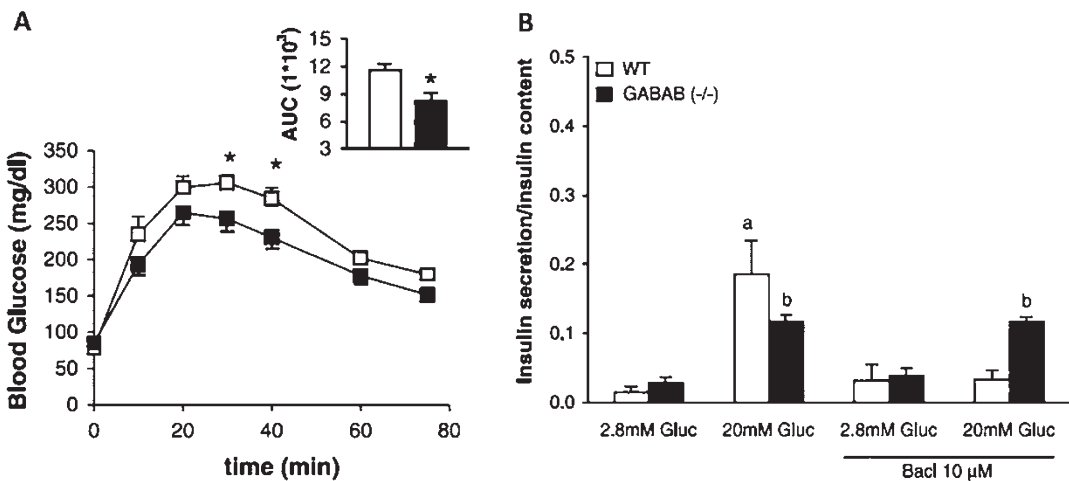 A
AUC (1*10³)
15
12
9
6
3
*
Blood Glucose (mg/dl)
350
300
250
200
150
100
50
0
* *
0 20 40 60 80
time (min)
B
Insulin secretion/insulin content
0.5
0.4
0.3
0.2
0.1
0.0
WT
GABAB (-/-)
a
b
b
2.8mM Gluc 20mM Gluc 2.8mM Gluc 20mM Gluc
Bacl 10 µM